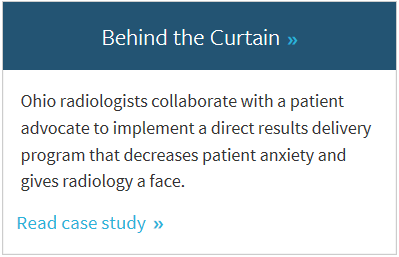 Behind the Curtain »
Ohio radiologists collaborate with a patient
advocate to implement a direct results delivery
program that decreases patient anxiety and
gives radiology a face.
Read case study »